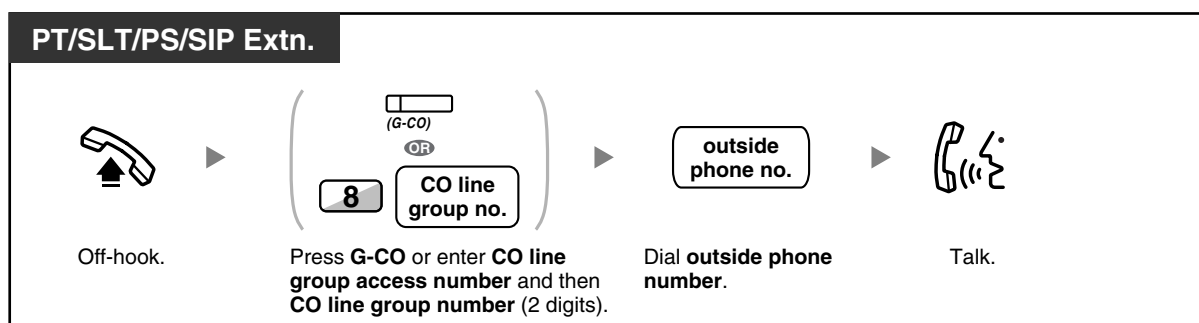 PT/SLT/PS/SIP Extn.
(G-CO)
OR
8
CO line
group no.
outside
phone no.
Off-hook.
Press G-CO or enter CO line
group access number and then
CO line group number (2 digits).
Dial outside phone
number.
Talk.